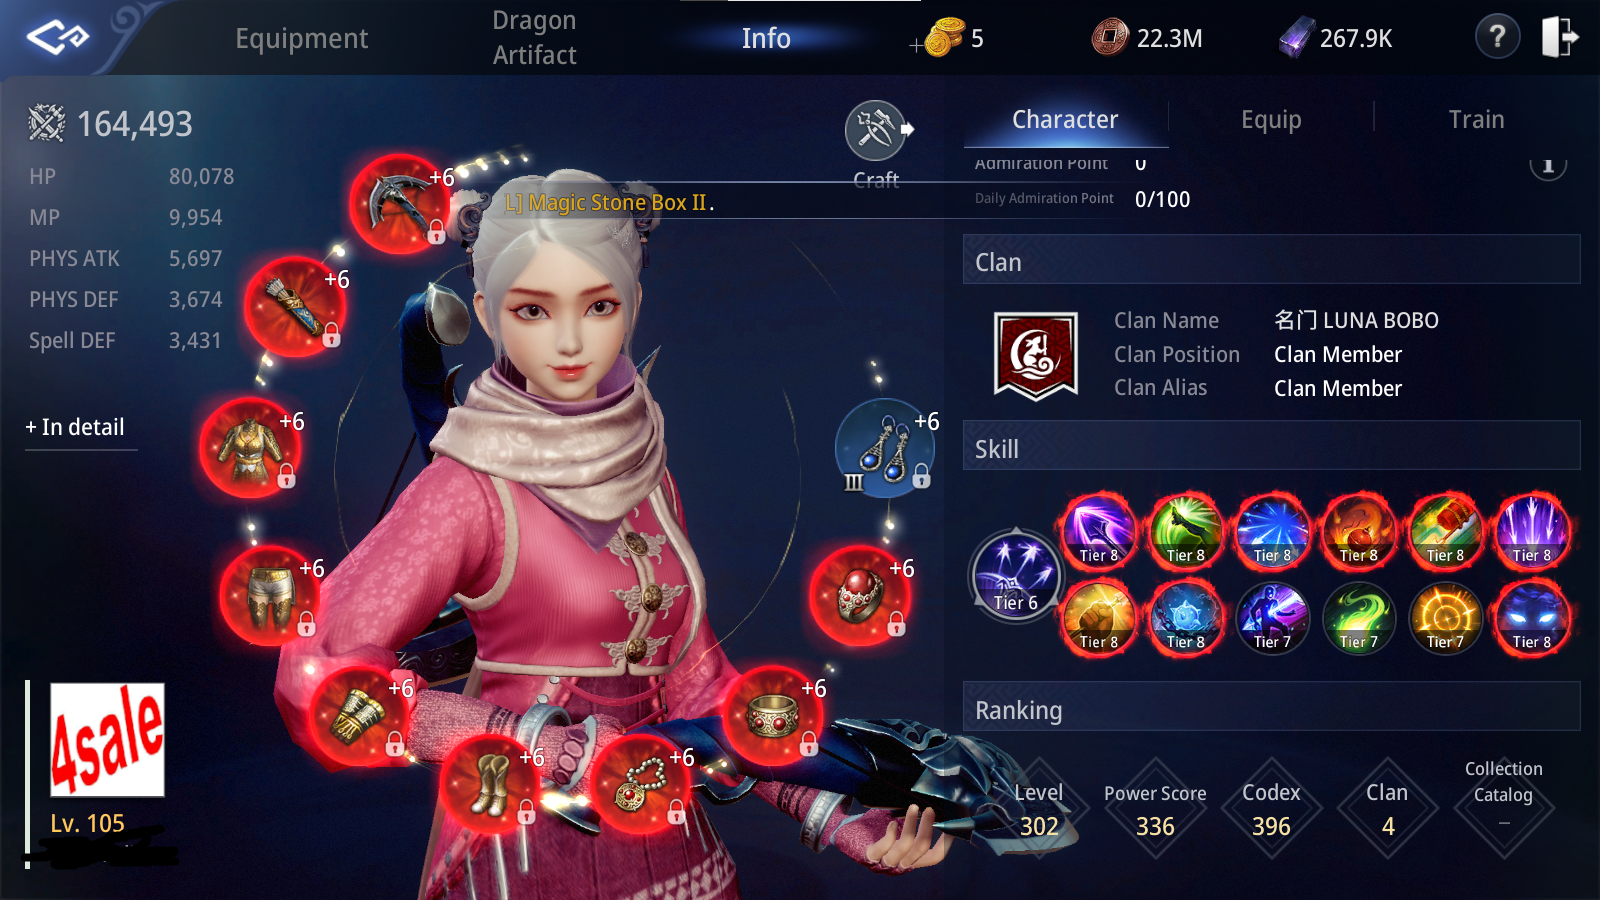 Equipment
Dragon
Artifact
Info
5
22.3M
267.9K
?
164,493
HP 80,078
MP 9,954
PHYS ATK 5,697
PHYS DEF 3,674
Spell DEF 3,431
+ In detail
+6
+6
+6
+6
+6
+6
+6
+6
+6
+6
III
Craft
L] Magic Stone Box II.
4sale
Lv. 105
Character
Equip
Train
Admiration Point 0
Daily Admiration Point 0/100
Clan
Clan Name 名门 LUNA BOBO
Clan Position Clan Member
Clan Alias Clan Member
Skill
Tier 6
Tier 8 Tier 8 Tier 8 Tier 8 Tier 8 Tier 8
Tier 8 Tier 8 Tier 7 Tier 7 Tier 7 Tier 8
Ranking
Level
302
Power Score
336
Codex
396
Clan
4
Collection
Catalog
–